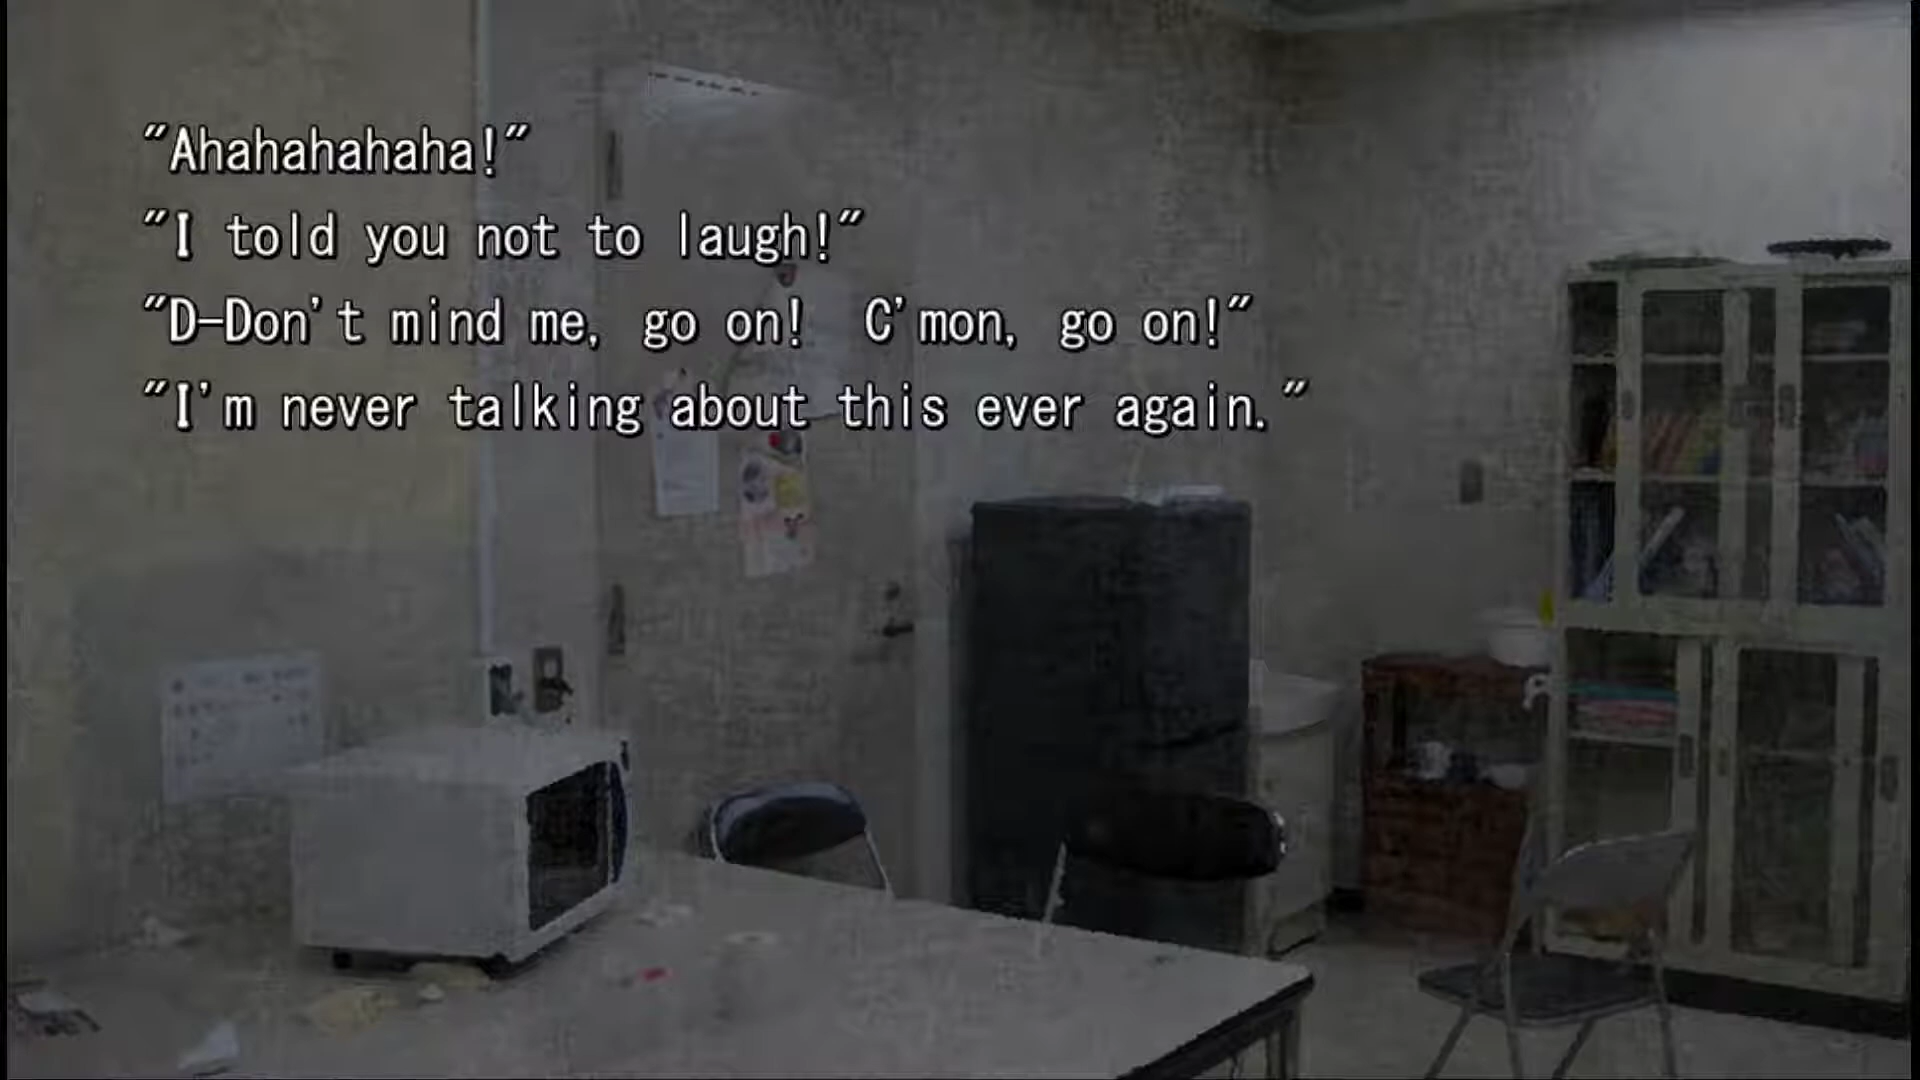 "Ahahahahaha!"
"I told you not to laugh!"
"D-Don't mind me, go on!  C'mon, go on!"
"I'm never talking about this ever again."